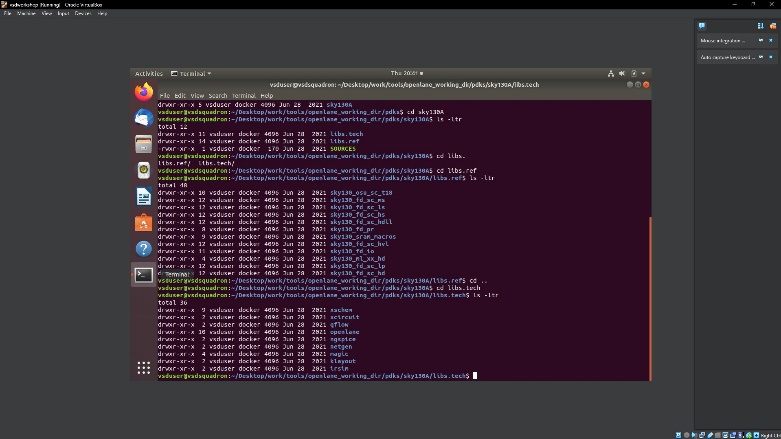 vsdworkshop [Running] - Oracle VirtualBox
File Machine View Input Devices Help
Mouse integration ...
Auto capture keyboard ...
Activities Terminal Thu 20:01
vsduser@vsdsquadron: ~/Desktop/work/tools/openlane_working_dir/pdks/sky130A/libs.tech
File Edit View Search Terminal Help
drwxr-xr-x 5 vsduser docker 4096 Jun 28 2021 sky130A
vsduser@vsdsquadron:~/Desktop/work/tools/openlane_working_dir/pdks$ cd sky130A
vsduser@vsdsquadron:~/Desktop/work/tools/openlane_working_dir/pdks/sky130A$ ls -ltr
total 12
drwxr-xr-x 11 vsduser docker 4096 Jun 28 2021 libs.tech
drwxr-xr-x 14 vsduser docker 4096 Jun 28 2021 libs.ref
-rwxr-xr-x 1 vsduser docker 170 Jun 28 2021 SOURCES
vsduser@vsdsquadron:~/Desktop/work/tools/openlane_working_dir/pdks/sky130A$ cd libs.
libs.ref/ libs.tech/
vsduser@vsdsquadron:~/Desktop/work/tools/openlane_working_dir/pdks/sky130A$ cd libs.ref
vsduser@vsdsquadron:~/Desktop/work/tools/openlane_working_dir/pdks/sky130A/libs.ref$ ls -ltr
total 48
drwxr-xr-x 10 vsduser docker 4096 Jun 28 2021 sky130_osu_sc_t18
drwxr-xr-x 12 vsduser docker 4096 Jun 28 2021 sky130_fd_sc_ms
drwxr-xr-x 12 vsduser docker 4096 Jun 28 2021 sky130_fd_sc_ls
drwxr-xr-x 12 vsduser docker 4096 Jun 28 2021 sky130_fd_sc_hs
drwxr-xr-x 12 vsduser docker 4096 Jun 28 2021 sky130_fd_sc_hdll
drwxr-xr-x 8 vsduser docker 4096 Jun 28 2021 sky130_fd_pr
drwxr-xr-x 9 vsduser docker 4096 Jun 28 2021 sky130_sram_macros
drwxr-xr-x 12 vsduser docker 4096 Jun 28 2021 sky130_fd_sc_hvl
drwxr-xr-x 11 vsduser docker 4096 Jun 28 2021 sky130_fd_io
drwxr-xr-x 4 vsduser docker 4096 Jun 28 2021 sky130_ml_xx_hd
drwxr-xr-x 12 vsduser docker 4096 Jun 28 2021 sky130_fd_sc_lp
Terminal 12 vsduser docker 4096 Jun 28 2021 sky130_fd_sc_hd
vsduser@vsdsquadron:~/Desktop/work/tools/openlane_working_dir/pdks/sky130A/libs.ref$ cd ..
vsduser@vsdsquadron:~/Desktop/work/tools/openlane_working_dir/pdks/sky130A$ cd libs.tech
vsduser@vsdsquadron:~/Desktop/work/tools/openlane_working_dir/pdks/sky130A/libs.tech$ ls -ltr
total 36
drwxr-xr-x 9 vsduser docker 4096 Jun 28 2021 xschem
drwxr-xr-x 2 vsduser docker 4096 Jun 28 2021 xcircuit
drwxr-xr-x 2 vsduser docker 4096 Jun 28 2021 qflow
drwxr-xr-x 10 vsduser docker 4096 Jun 28 2021 openlane
drwxr-xr-x 2 vsduser docker 4096 Jun 28 2021 ngspice
drwxr-xr-x 2 vsduser docker 4096 Jun 28 2021 netgen
drwxr-xr-x 4 vsduser docker 4096 Jun 28 2021 magic
drwxr-xr-x 2 vsduser docker 4096 Jun 28 2021 klayout
drwxr-xr-x 2 vsduser docker 4096 Jun 28 2021 irsim
vsduser@vsdsquadron:~/Desktop/work/tools/openlane_working_dir/pdks/sky130A/libs.tech$